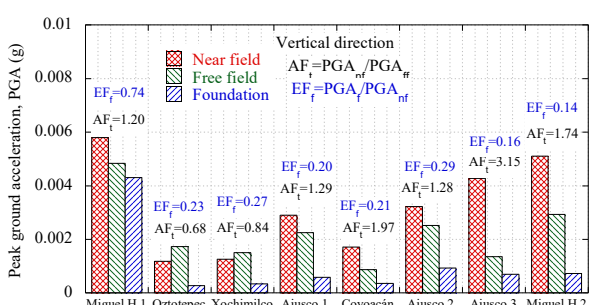 Peak ground acceleration, PGA (g)
0.01
0.008
0.006
0.004
0.002
0
Near field
Free field
Foundation
Vertical direction
AFt=PGAnf/PGAff
EFf=PGAf/PGAnf
EFf=0.74
AFt=1.20
EFf=0.23
AFt=0.68
EFf=0.27
AFt=0.84
EFf=0.20
AFt=1.29
EFf=0.21
AFt=1.97
EFf=0.29
AFt=1.28
EFf=0.16
AFt=3.15
EFf=0.14
AFt=1.74
Miguel H 1 Oztotepec Xochimilco Ajusco 1 Coyoacán Ajusco 2 Ajusco 3 Miguel H 2